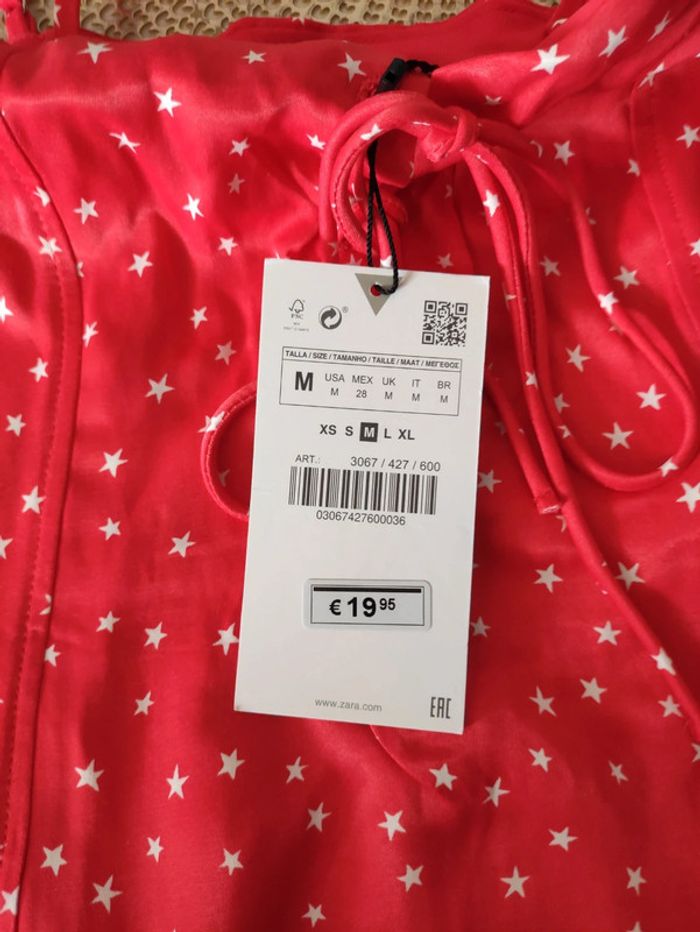 FSC
®
TALLA / SIZE / TAMANHO / TAILLE / MAAT / ΜΕΓΕΘΟΣ
M USA MEX UK IT BR
M 28 M M M
XS S M L XL
ART.: 3067 / 427 / 600
03067427600036
€ 19 95
www.zara.com
EAC